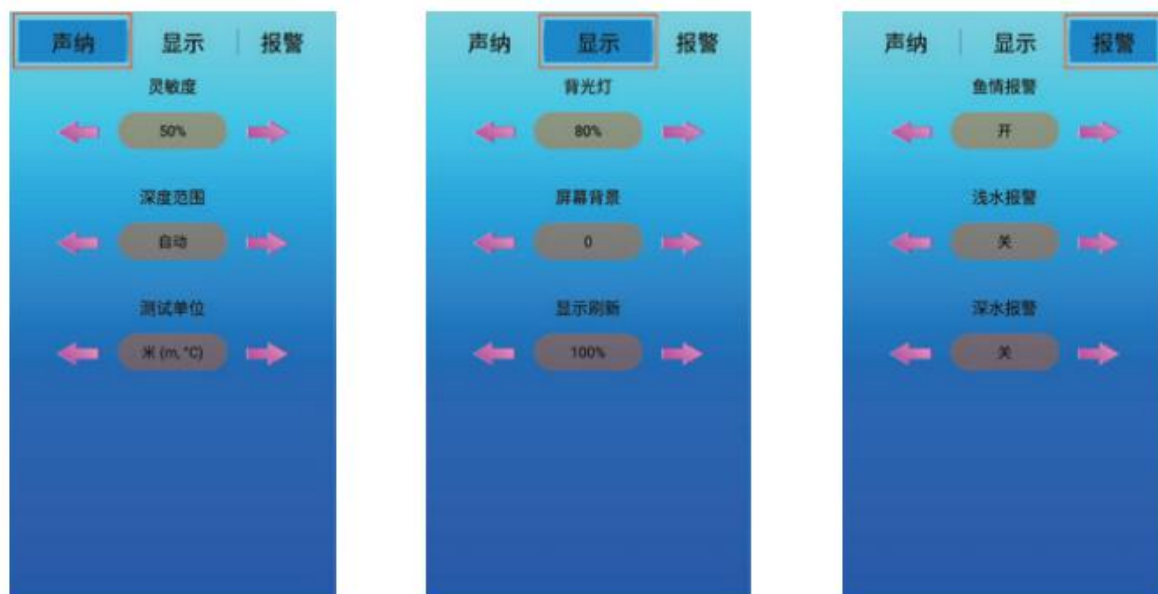 声纳 显示 报警
灵敏度
50%
深度范围
自动
测试单位
米 (m, °C)
声纳 显示 报警
背光灯
80%
屏幕背景
0
显示刷新
100%
声纳 显示 报警
鱼情报警
开
浅水报警
关
深水报警
关